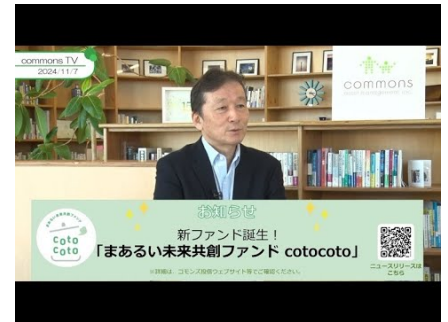 commons TV
2024/11/7
commons
お知らせ
coto
coto
新ファンド誕生！
「まあるい未来共創ファンド cotocoto」
※詳細は、コモンズ投信ウェブサイト等でご確認ください。
ニュースリリースは
こちら